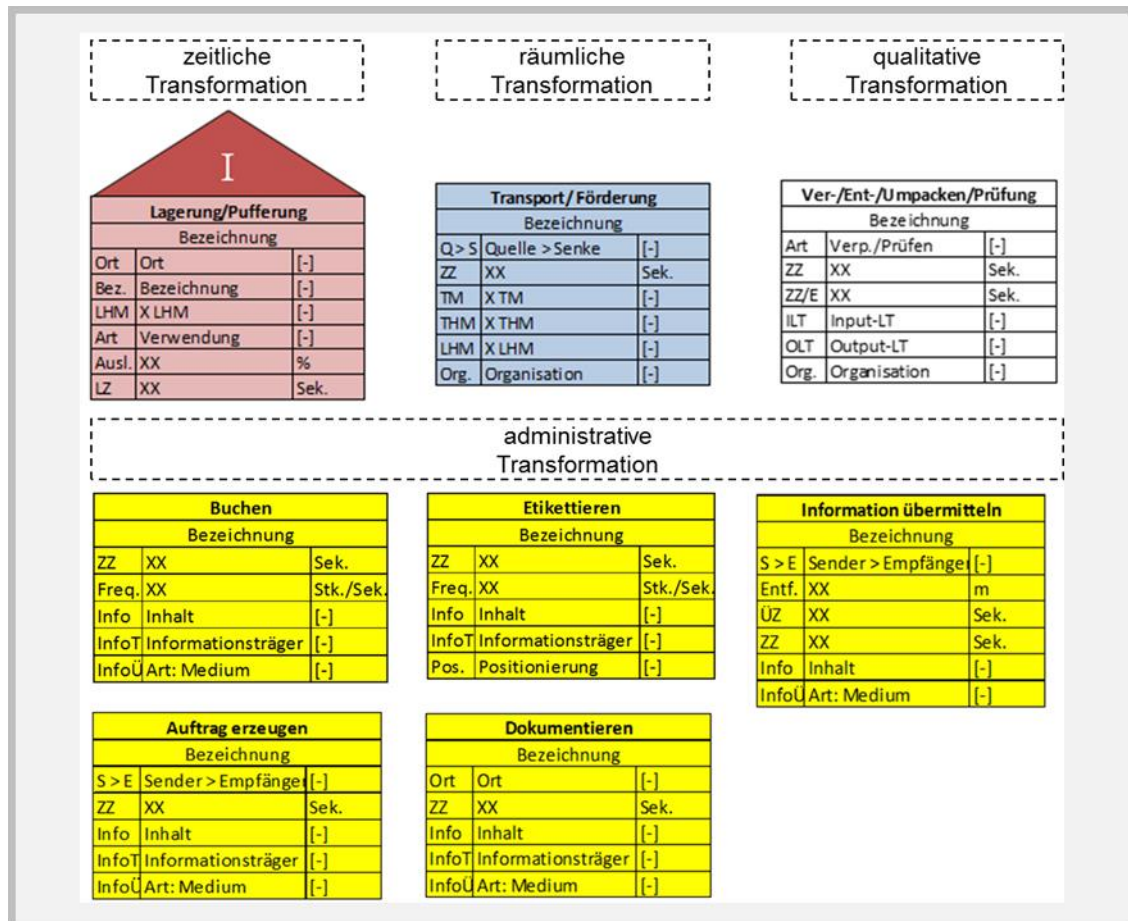 zeitliche
Transformation
räumliche
Transformation
qualitative
Transformation
I
Lagerung/Pufferung
Bezeichnung
Ort Ort [-]
Bez. Bezeichnung [-]
LHM X LHM [-]
Art Verwendung [-]
Ausl. XX %
LZ XX Sek.
Transport/Förderung
Bezeichnung
Q > S Quelle > Senke [-]
ZZ XX Sek.
TM X TM [-]
THM X THM [-]
LHM X LHM [-]
Org. Organisation [-]
Ver-/Ent-/Umpacken/Prüfung
Bezeichnung
Art Verp./Prüfen [-]
ZZ XX Sek.
ZZ/E XX Sek.
ILT Input-LT [-]
OLT Output-LT [-]
Org. Organisation [-]
administrative
Transformation
Buchen
Bezeichnung
ZZ XX Sek.
Freq. XX Stk./Sek.
Info Inhalt [-]
InfoT Informationsträger [-]
InfoÜ Art: Medium [-]
Etikettieren
Bezeichnung
ZZ XX Sek.
Freq. XX Stk./Sek.
Info Inhalt [-]
InfoT Informationsträger [-]
Pos. Positionierung [-]
Information übermitteln
Bezeichnung
S > E Sender > Empfänger [-]
Entf. XX m
ÜZ XX Sek.
ZZ XX Sek.
Info Inhalt [-]
InfoÜ Art: Medium [-]
Auftrag erzeugen
Bezeichnung
S > E Sender > Empfänger [-]
ZZ XX Sek.
Info Inhalt [-]
InfoT Informationsträger [-]
InfoÜ Art: Medium [-]
Dokumentieren
Bezeichnung
Ort Ort [-]
ZZ XX Sek.
Info Inhalt [-]
InfoT Informationsträger [-]
InfoÜ Art: Medium [-]